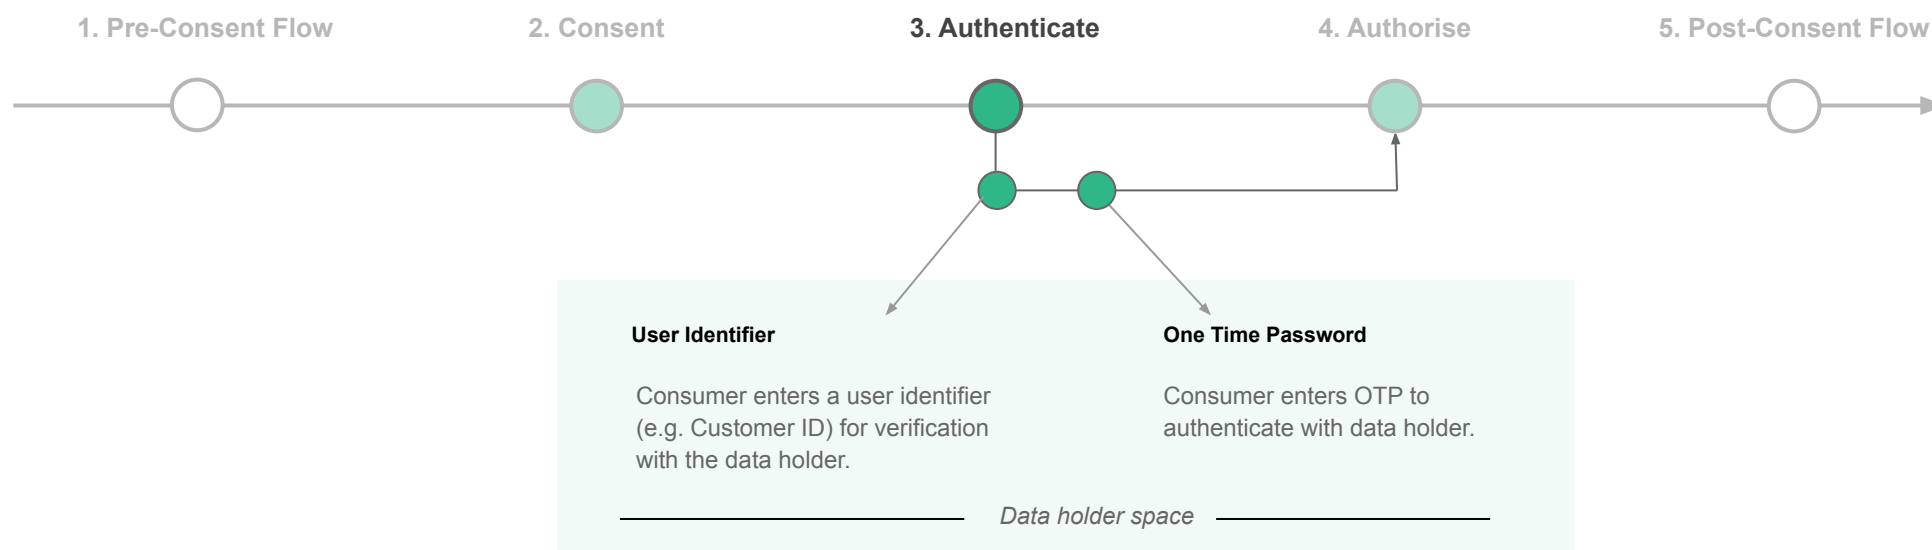 1. Pre-Consent Flow
2. Consent
3. Authenticate
4. Authorise
5. Post-Consent Flow
User Identifier
Consumer enters a user identifier
(e.g. Customer ID) for verification
with the data holder.
One Time Password
Consumer enters OTP to
authenticate with data holder.
Data holder space